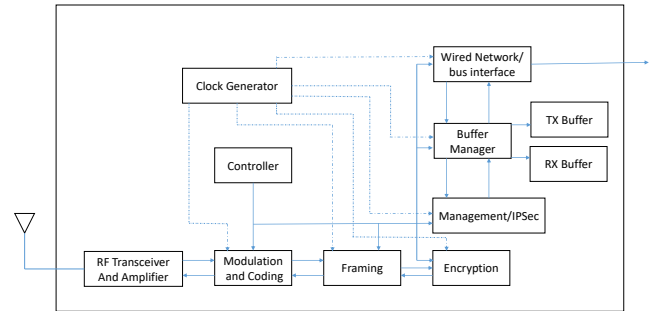 Wired Network/
bus interface
Clock Generator
TX Buffer
Buffer
Manager
RX Buffer
Controller
Management/IPSec
RF Transceiver
And Amplifier
Modulation
and Coding
Framing
Encryption